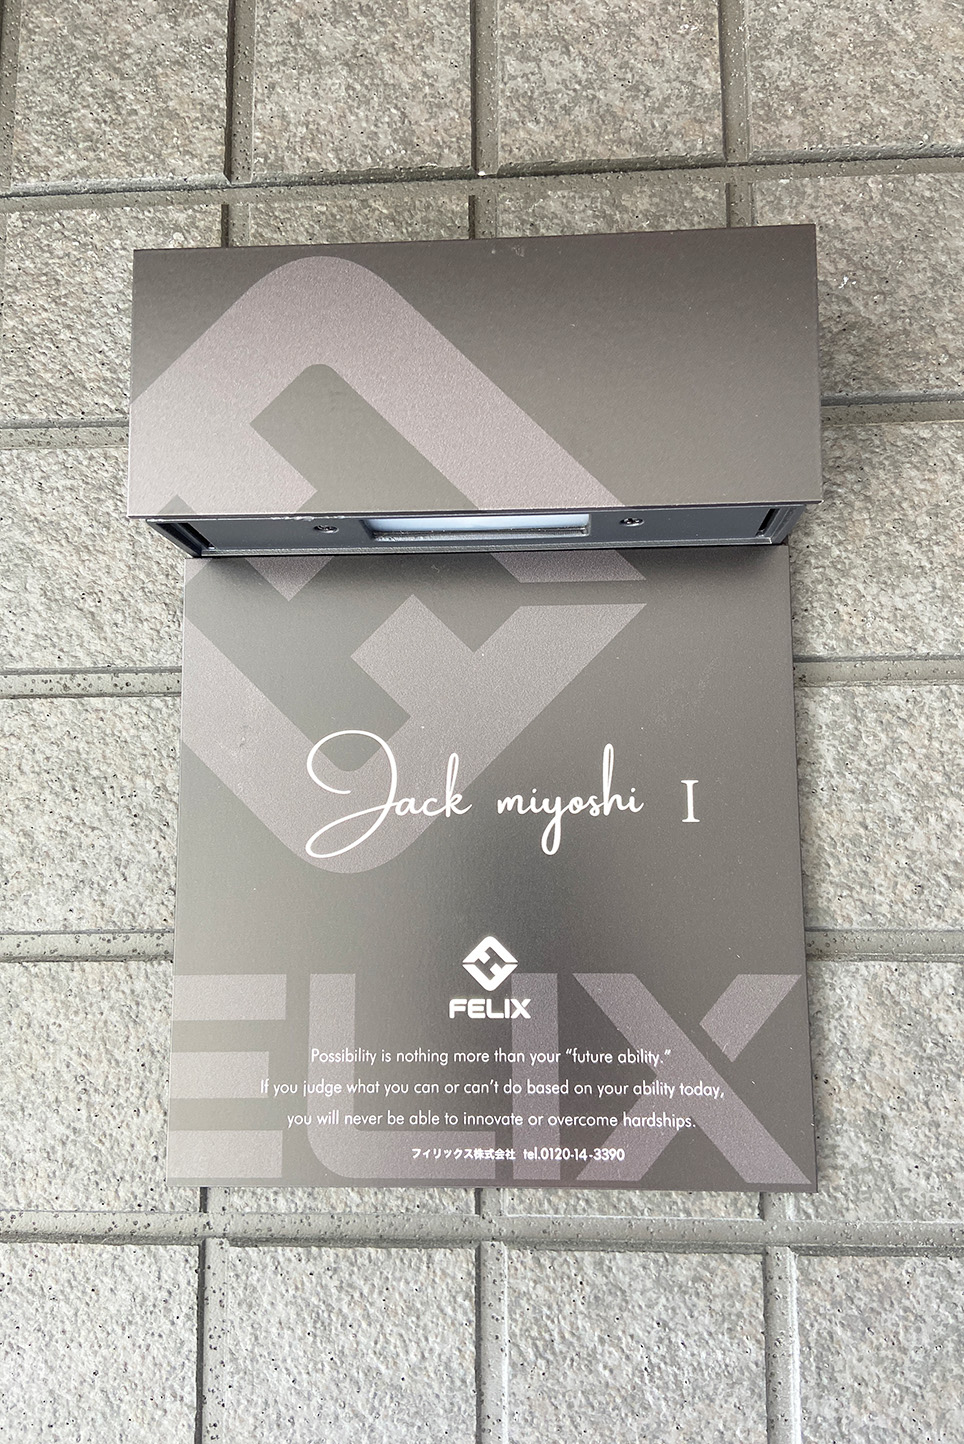 Jack miyoshi I
FELIX
ELIX
Possibility is nothing more than your “future ability.”
If you judge what you can or can’t do based on your ability today,
you will never be able to innovate or overcome hardships.
フィリックス株式会社 tel.0120-14-3390